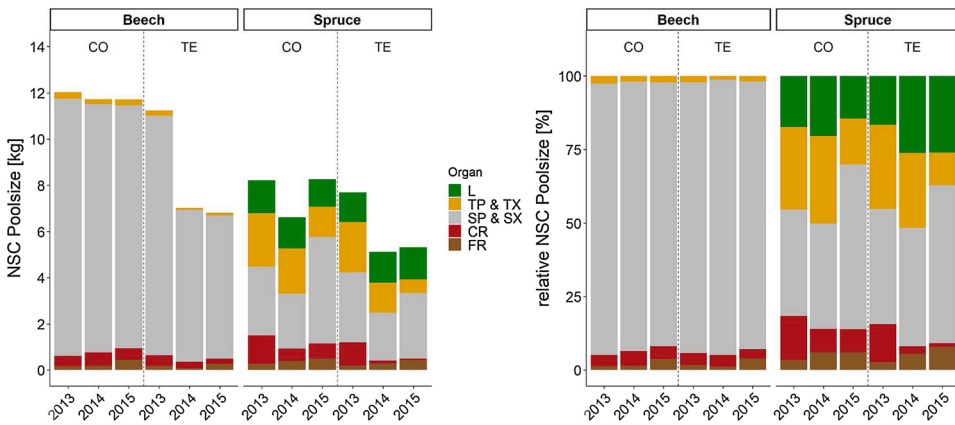 Beech
Spruce
CO
TE
CO
TE
NSC Poolsize [kg]
14
12
10
8
6
4
2
0
2013
2014
2015
2013
2014
2015
2013
2014
2015
2013
2014
2015
Organ
L
TP & TX
SP & SX
CR
FR
Beech
Spruce
CO
TE
CO
TE
relative NSC Poolsize [%]
100
75
50
25
0
2013
2014
2015
2013
2014
2015
2013
2014
2015
2013
2014
2015